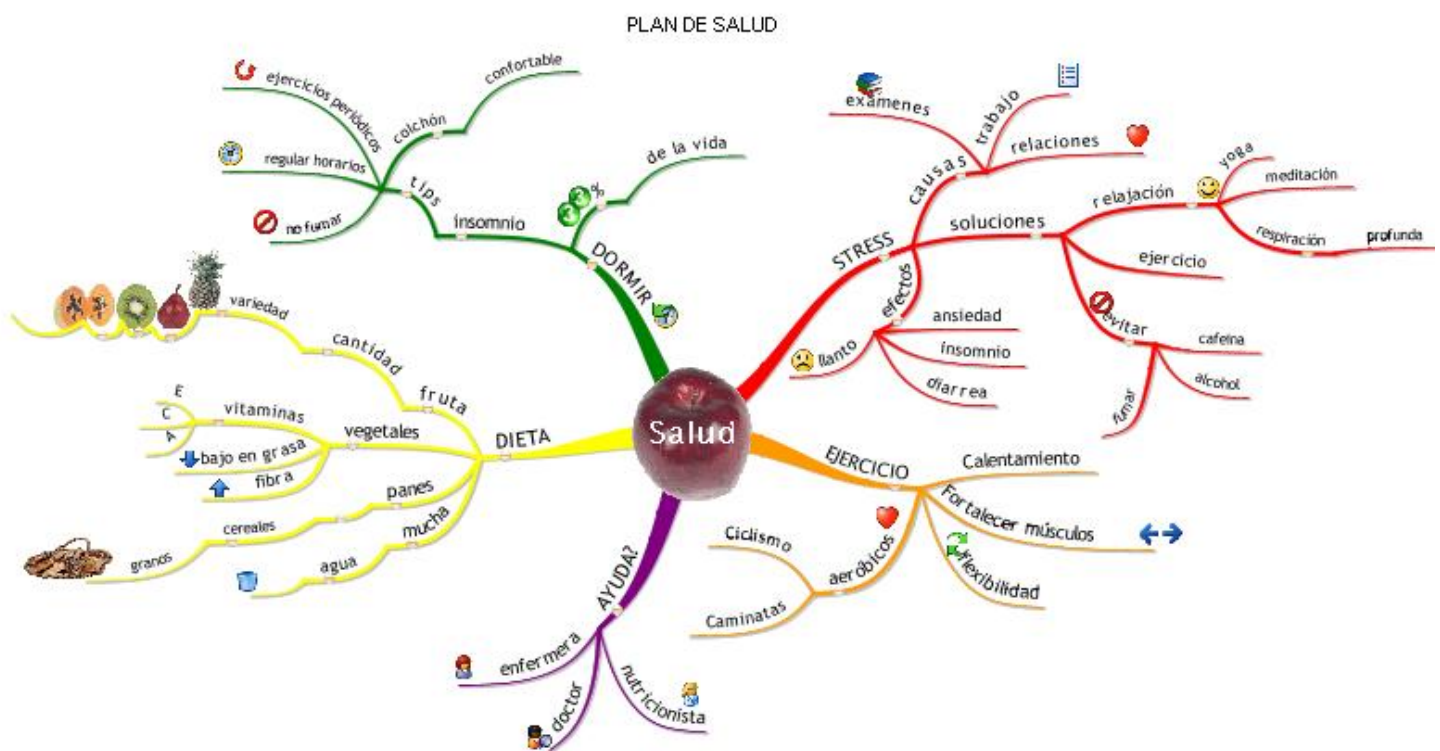 PLAN DE SALUD
Salud
DORMIR
33 %
de la vida
insomnio
tips
colchón
confortable
ejercicios periódicos
regular horarios
no fumar
STRESS
causas
exámenes
trabajo
relaciones
soluciones
relajación
yoga
meditación
respiración
profunda
ejercicio
evitar
cafeína
alcohol
fumar
efectos
ansiedad
insomnio
diarrea
llanto
EJERCICIO
Calentamiento
Fortalecer músculos
flexibilidad
aeróbicos
Ciclismo
Caminatas
AYUDA?
enfermera
doctor
nutricionista
DIETA
fruta
cantidad
variedad
vegetales
vitaminas
E
C
A
bajo en grasa
fibra
panes
cereales
granos
mucha
agua